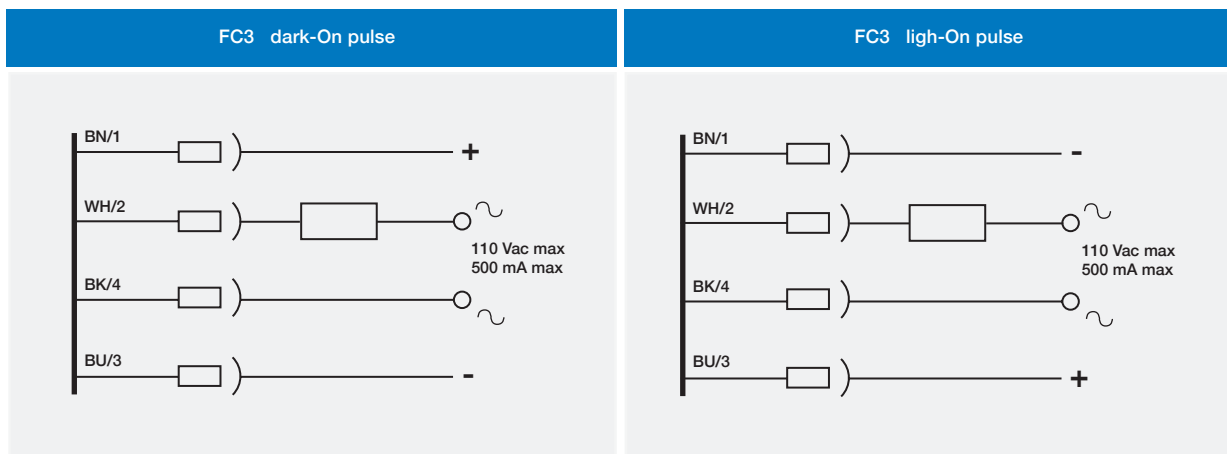 FC3 dark-On pulse
BN/1
+
WH/2
110 Vac max
500 mA max
BK/4
BU/3
-
FC3 ligh-On pulse
BN/1
-
WH/2
110 Vac max
500 mA max
BK/4
BU/3
+